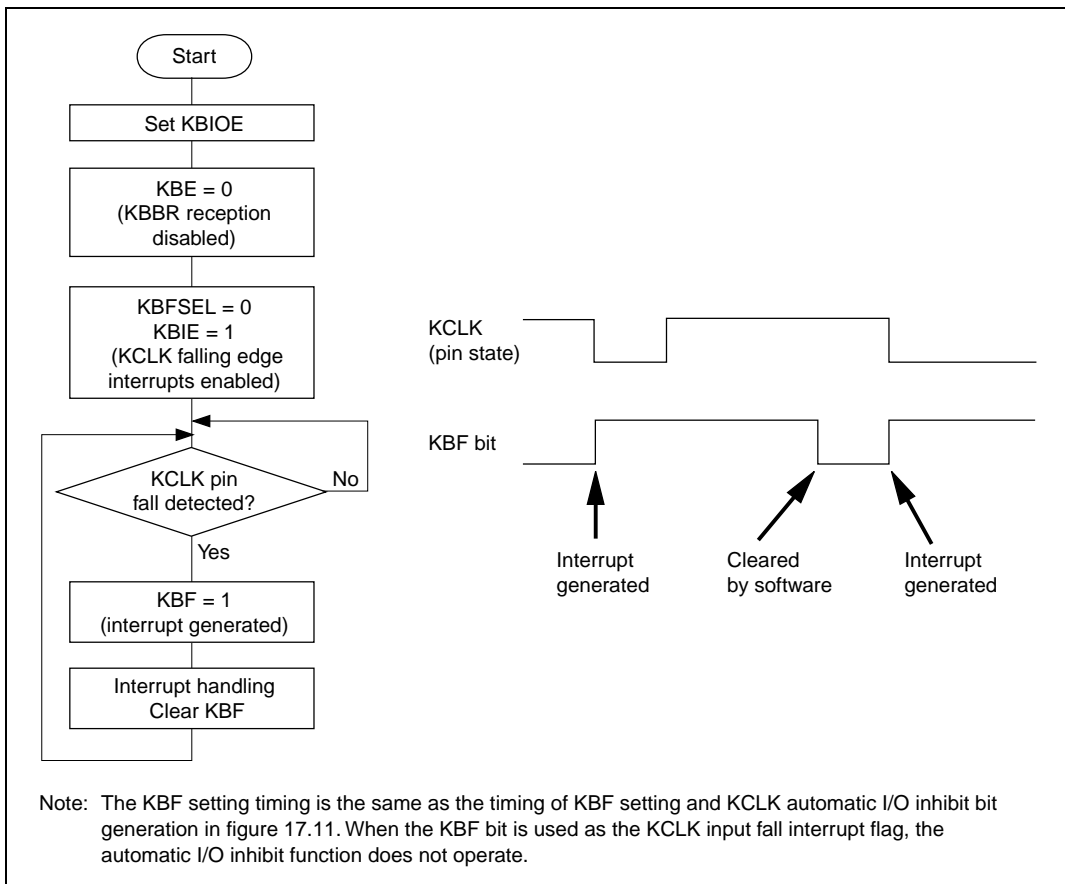 Start
Set KBIOE
KBE = 0
(KBBR reception
disabled)
KBFSEL = 0
KBIE = 1
(KCLK falling edge
interrupts enabled)
KCLK pin
fall detected?
No
Yes
KBF = 1
(interrupt generated)
Interrupt handling
Clear KBF
KCLK
(pin state)
KBF bit
Interrupt
generated
Cleared
by software
Interrupt
generated
Note: The KBF setting timing is the same as the timing of KBF setting and KCLK automatic I/O inhibit bit
generation in figure 17.11. When the KBF bit is used as the KCLK input fall interrupt flag, the
automatic I/O inhibit function does not operate.